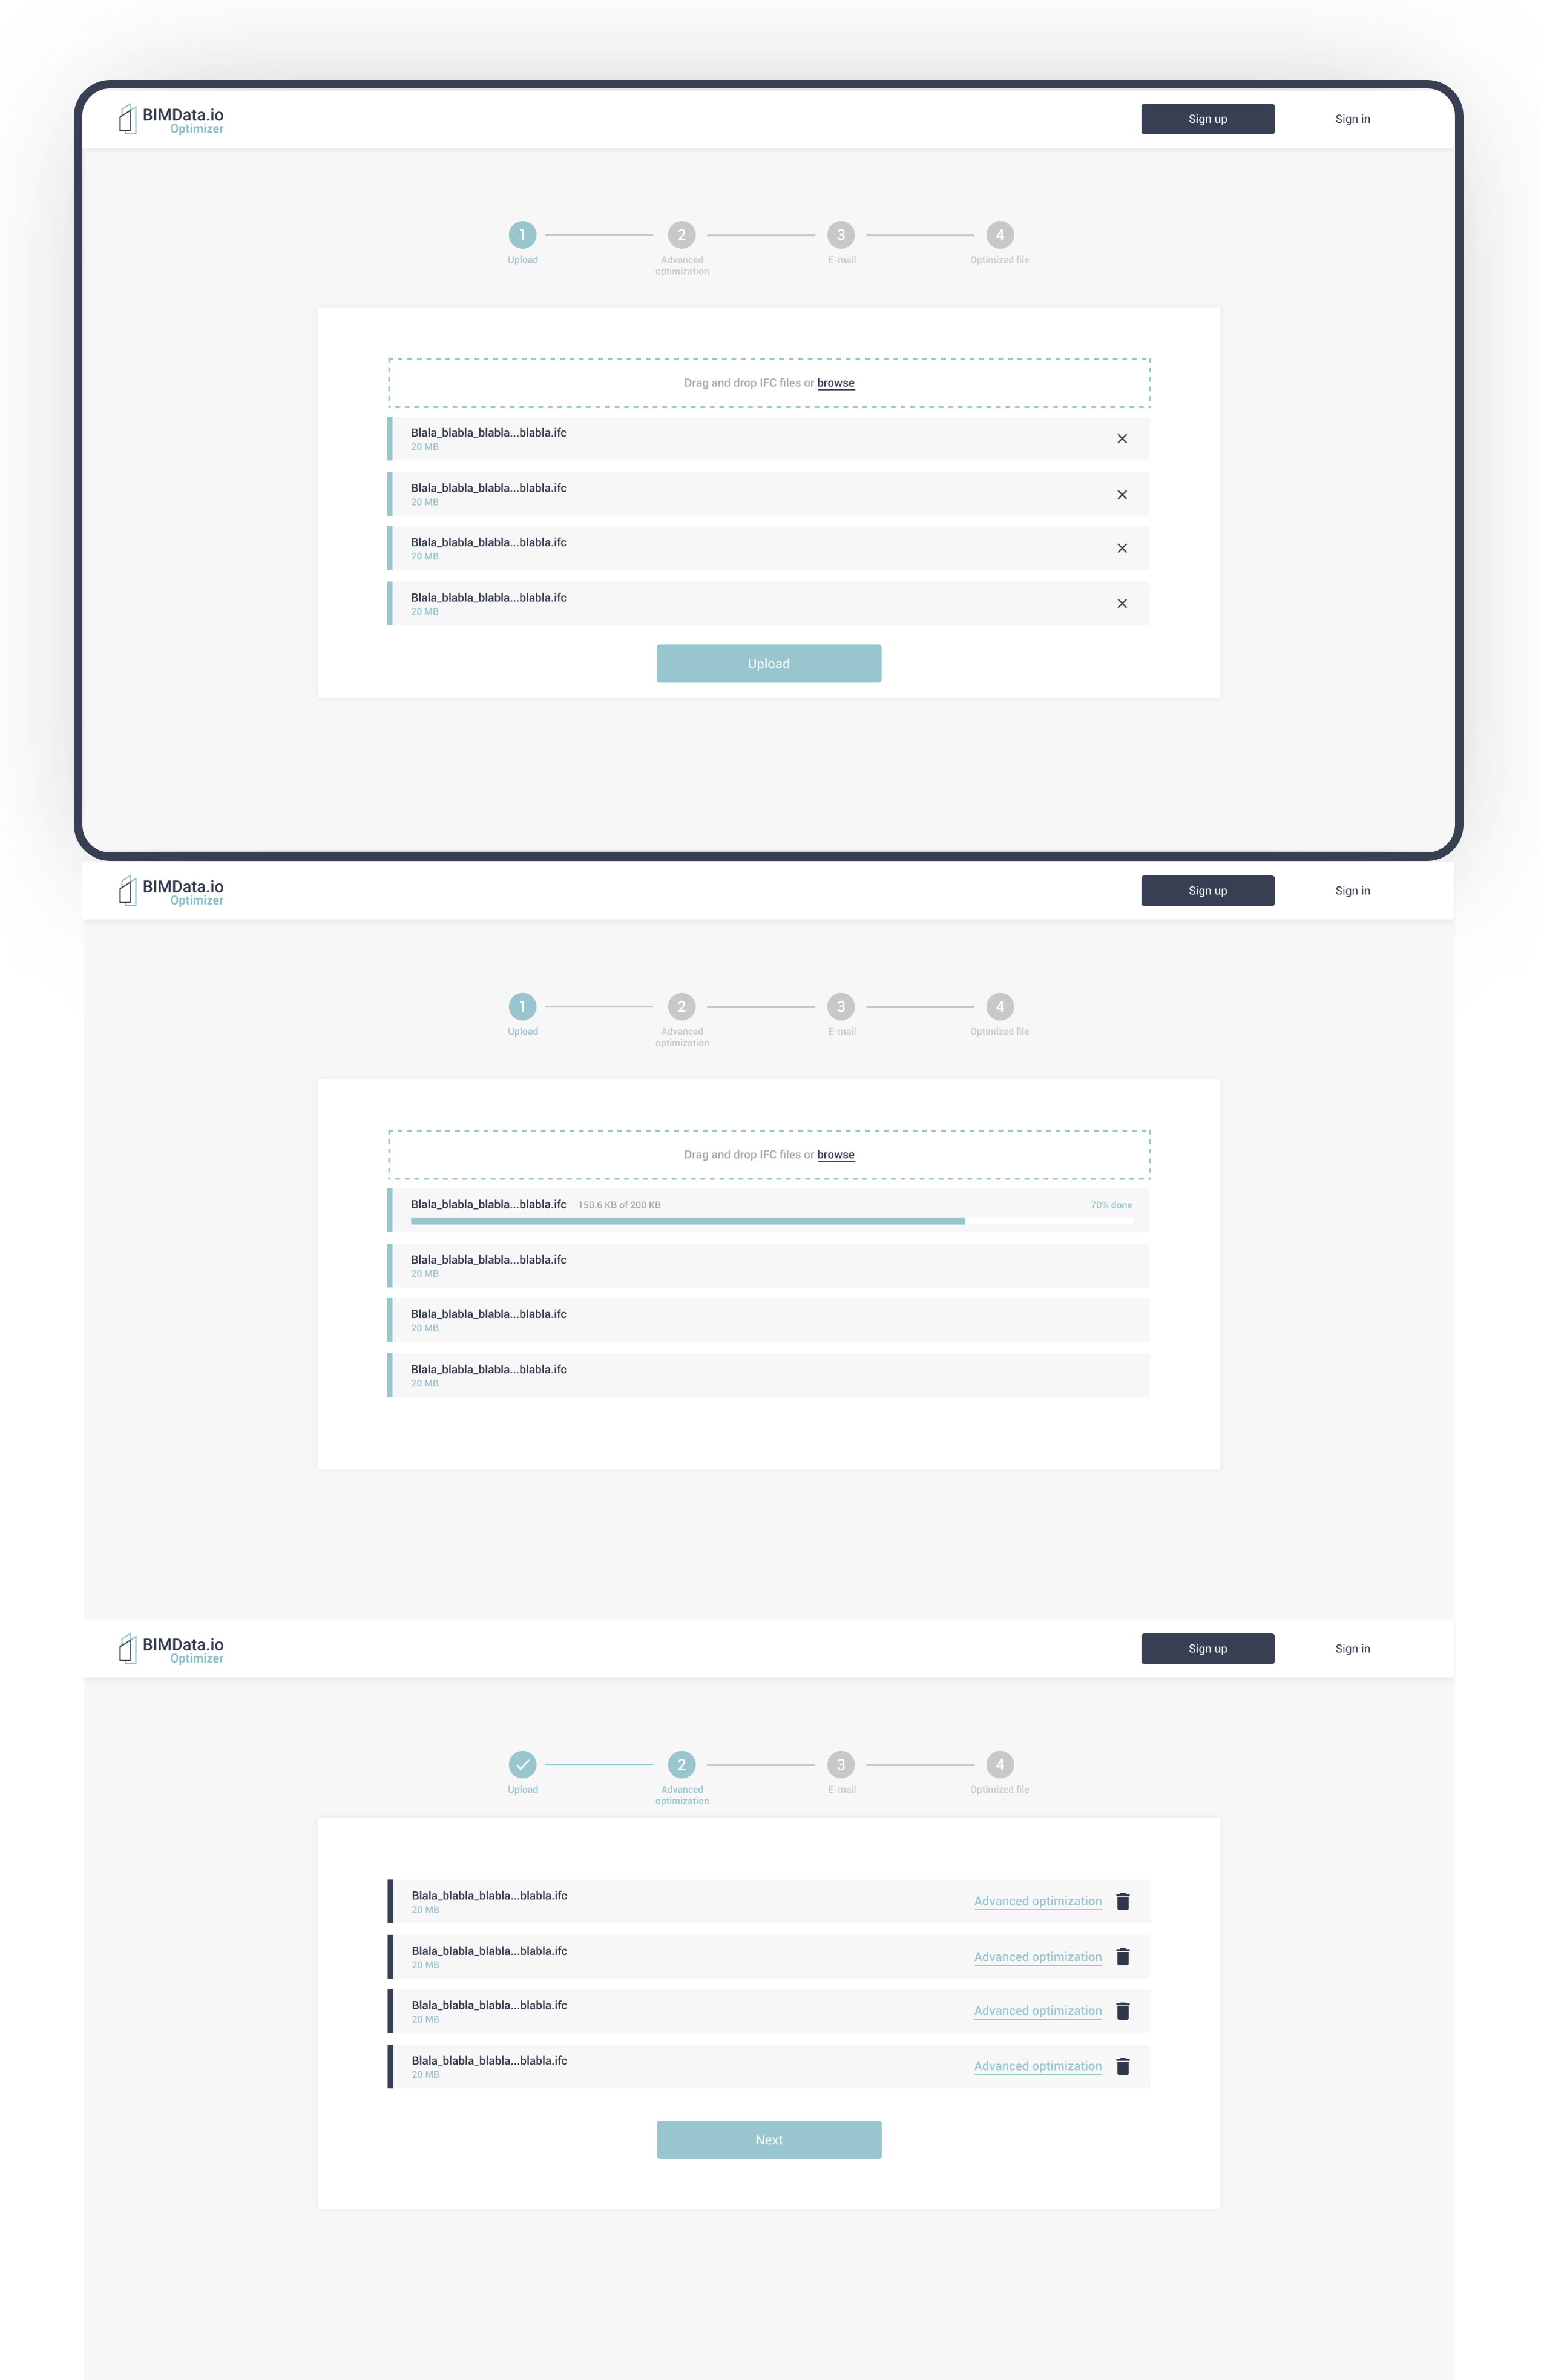 BIMData.io
Optimizer
Sign up
Sign in
1
2
3
4
Upload
Advanced
optimization
E-mail
Optimized file
Drag and drop IFC files or browse
Blala_blabla_blabla...blabla.ifc
20 MB
Blala_blabla_blabla...blabla.ifc
20 MB
Blala_blabla_blabla...blabla.ifc
20 MB
Blala_blabla_blabla...blabla.ifc
20 MB
Upload
BIMData.io
Optimizer
Sign up
Sign in
1
2
3
4
Upload
Advanced
optimization
E-mail
Optimized file
Drag and drop IFC files or browse
Blala_blabla_blabla...blabla.ifc 150.6 KB of 200 KB 70% done
Blala_blabla_blabla...blabla.ifc
20 MB
Blala_blabla_blabla...blabla.ifc
20 MB
Blala_blabla_blabla...blabla.ifc
20 MB
BIMData.io
Optimizer
Sign up
Sign in
2
3
4
Upload
Advanced
optimization
E-mail
Optimized file
Blala_blabla_blabla...blabla.ifc
20 MB
Advanced optimization
Blala_blabla_blabla...blabla.ifc
20 MB
Advanced optimization
Blala_blabla_blabla...blabla.ifc
20 MB
Advanced optimization
Blala_blabla_blabla...blabla.ifc
20 MB
Advanced optimization
Next